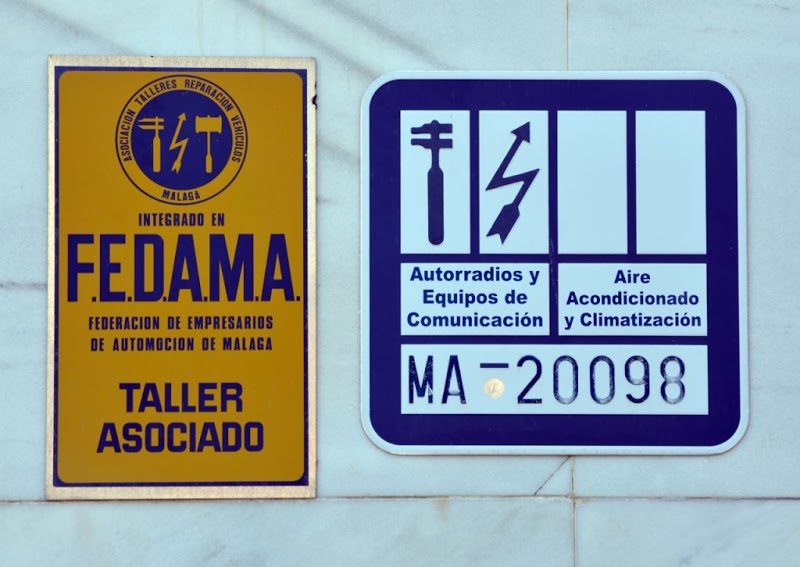 ASOCIACIÓN TALLERES REPARACION VEHICULOS
MALAGA
INTEGRADO EN
F.E.D.A.M.A.
FEDERACION DE EMPRESARIOS
DE AUTOMOCION DE MALAGA
TALLER
ASOCIADO
Autorradios y
Equipos de
Comunicación
Aire
Acondicionado
y Climatización
MA-20098